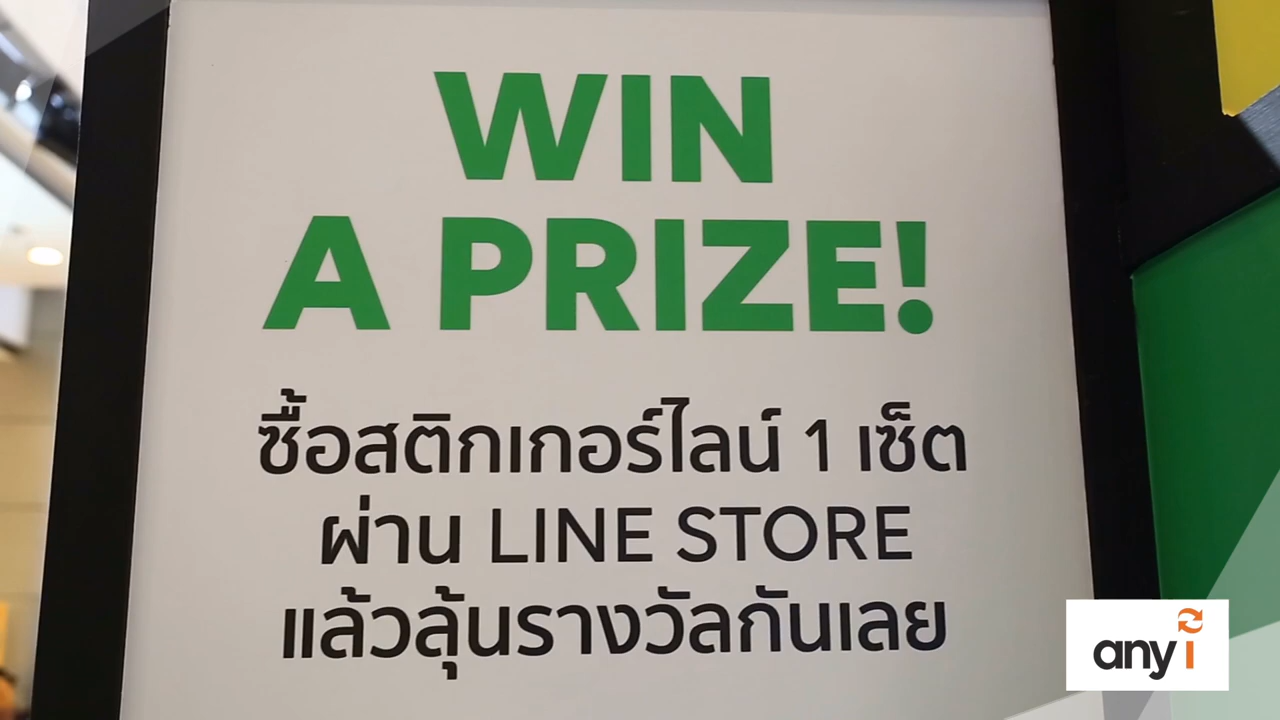 WIN
A PRIZE!
ซื้อสติกเกอร์ไลน์ 1 เซ็ต
ผ่าน LINE STORE
แล้วลุ้นรางวัลกันเลย
any i